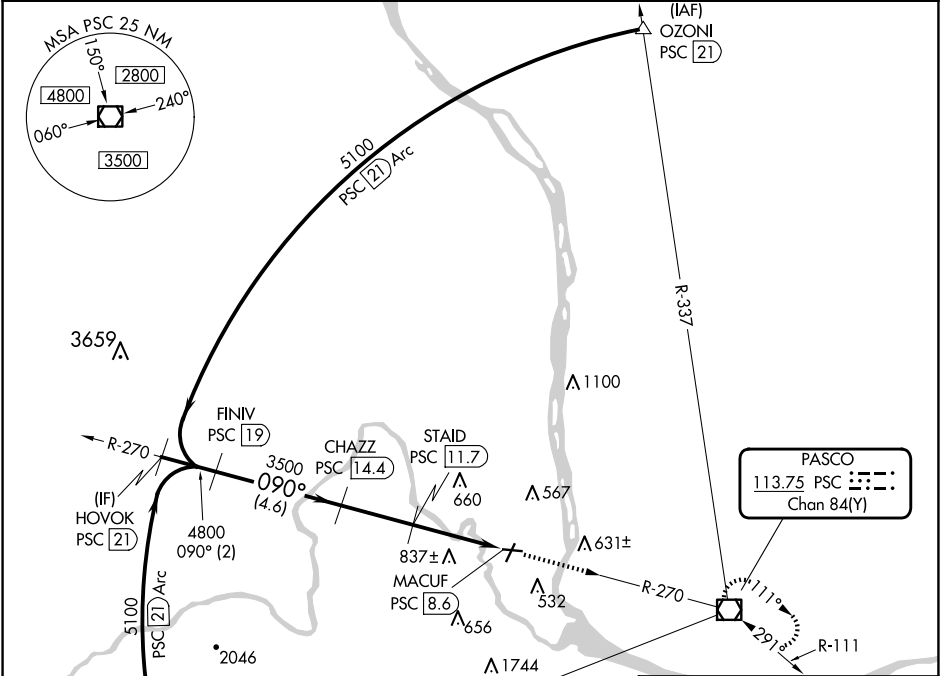 MSA PSC 25 NM
150°
2800
4800
240°
060°
3500
(IAF)
OZONI
PSC 21
5100
PSC 21 Arc
R-337
3659
1100
FINIV
PSC 19
R-270
3500
090°
(4.6)
CHAZZ
PSC 14.4
STAID
PSC 11.7
660
567
PASCO
113.75 PSC
Chan 84(Y)
(IF)
HOVOK
PSC 21
4800
090° (2)
837±
631±
MACUF
PSC 8.6
532
R-270
111°
291°
R-111
656
5100
PSC 21 Arc
2046
1744